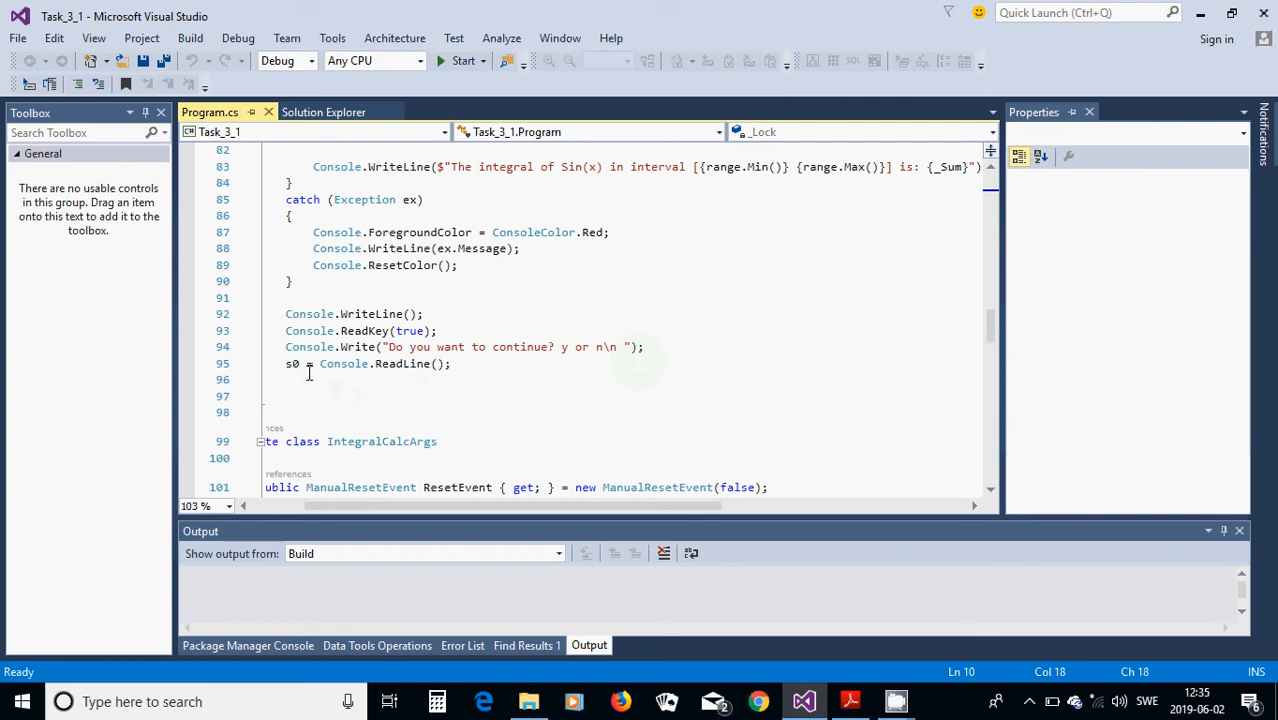 Task_3_1 - Microsoft Visual Studio
Quick Launch (Ctrl+Q)
File Edit View Project Build Debug Team Tools Architecture Test Analyze Window Help
Sign in
Debug Any CPU Start
Toolbox
Search Toolbox
General
There are no usable controls
in this group. Drag an item
onto this text to add it to the
toolbox.
Program.cs Solution Explorer
Task_3_1 Task_3_1.Program _Lock
82
83 Console.WriteLine($"The integral of Sin(x) in interval [{range.Min()} {range.Max()}] is: {_Sum}")
84 }
85 catch (Exception ex)
86 {
87 Console.ForegroundColor = ConsoleColor.Red;
88 Console.WriteLine(ex.Message);
89 Console.ResetColor();
90 }
91
92 Console.WriteLine();
93 Console.ReadKey(true);
94 Console.Write("Do you want to continue? y or n\n ");
95 s0 = Console.ReadLine();
96
97
98
nces
99 te class IntegralCalcArgs
100
references
101 ublic ManualResetEvent ResetEvent { get; } = new ManualResetEvent(false);
103 %
Properties
Notifications
Output
Show output from: Build
Package Manager Console Data Tools Operations Error List Find Results 1 Output
Ready Ln 10 Col 18 Ch 18 INS
Type here to search
2
SWE
12:35
2019-06-02
6